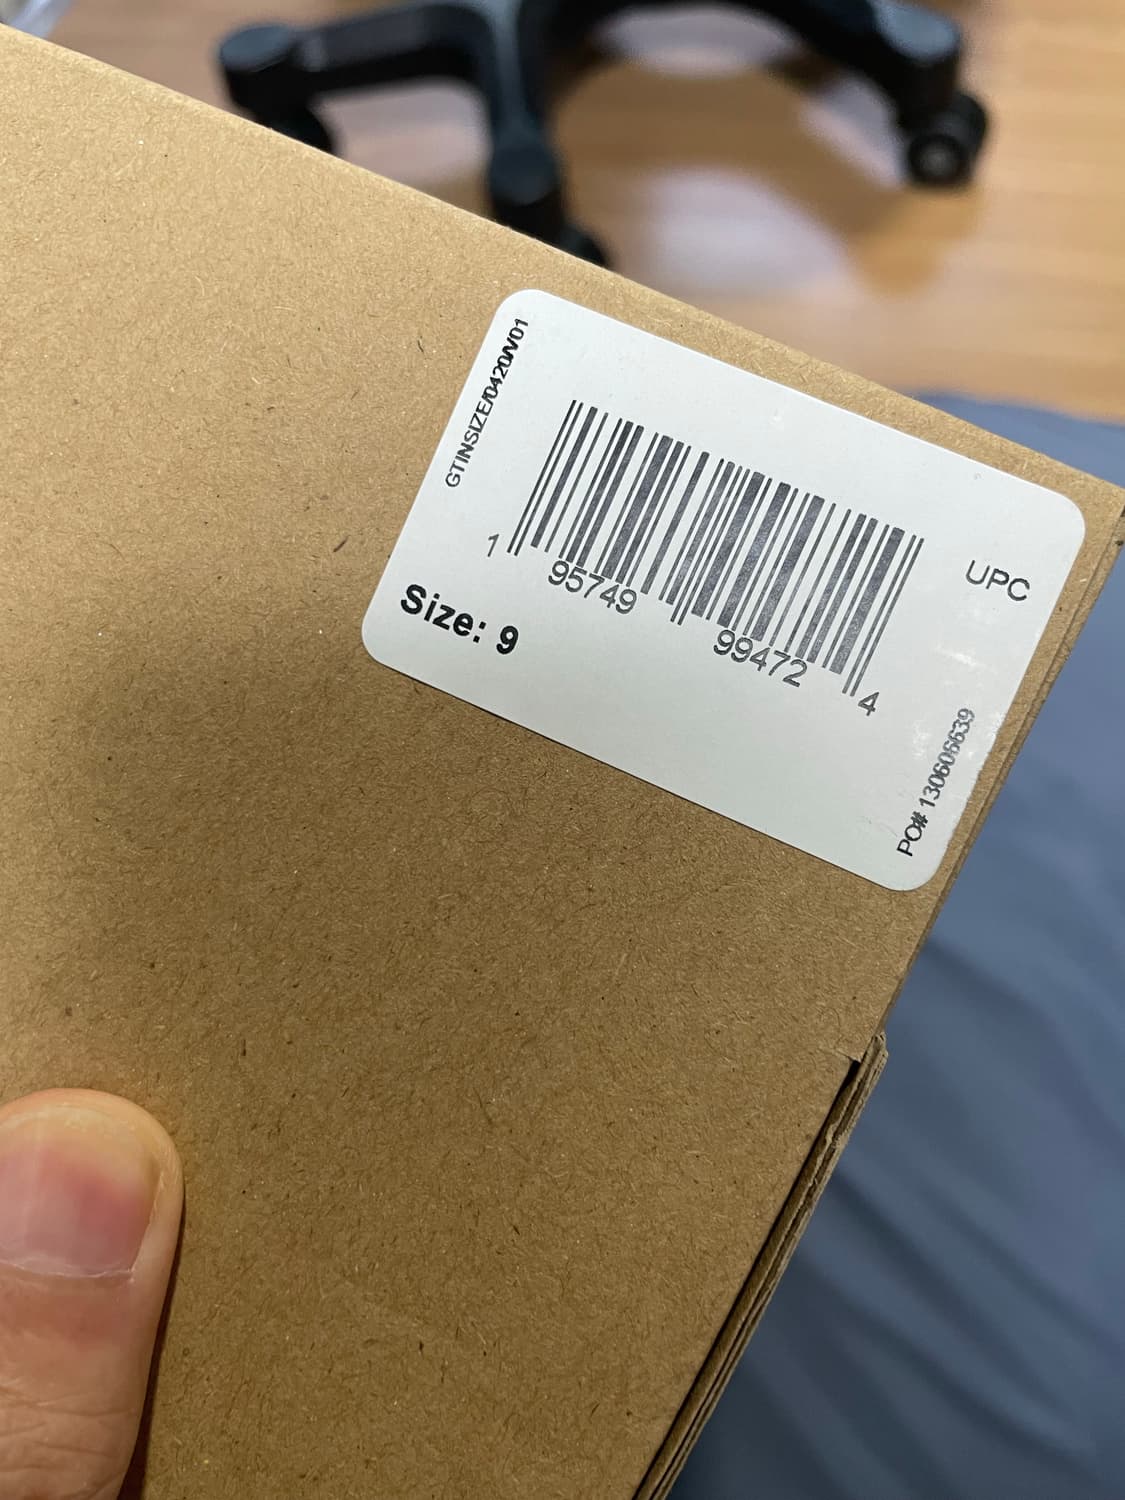 GTINSIZE/0420/V01
1 95749 99472 4
UPC
Size: 9
PO# 130606639